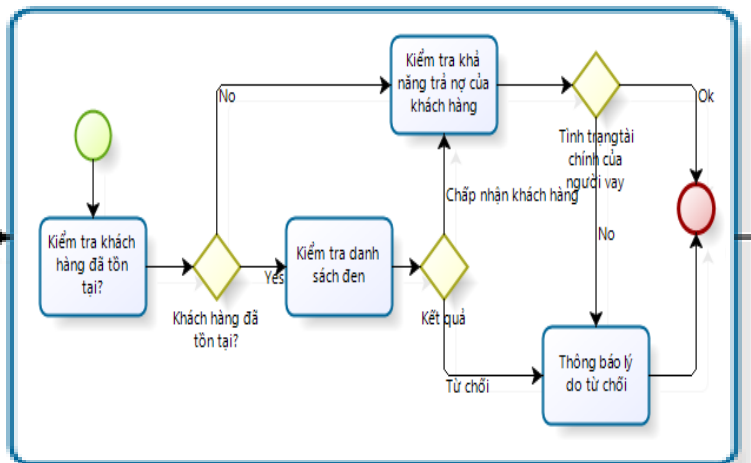 Kiểm tra khả
năng trả nợ của
khách hàng
No
Ok
Tình trạngtài
chính của
người vay
Chấp nhận khách hàng
Kiểm tra khách
hàng đã tồn
tại?
Kiểm tra danh
sách đen
No
Yes
Khách hàng đã
tồn tại?
Kết quả
Thông báo lý
do từ chối
Từ chối